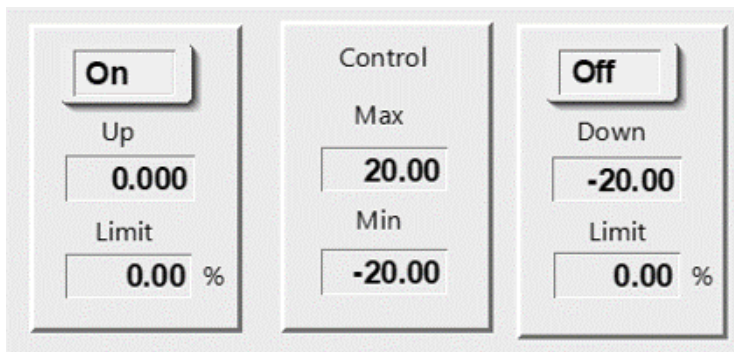 On
Up
0.000
Limit
0.00 %
Control
Max
20.00
Min
-20.00
Off
Down
-20.00
Limit
0.00 %